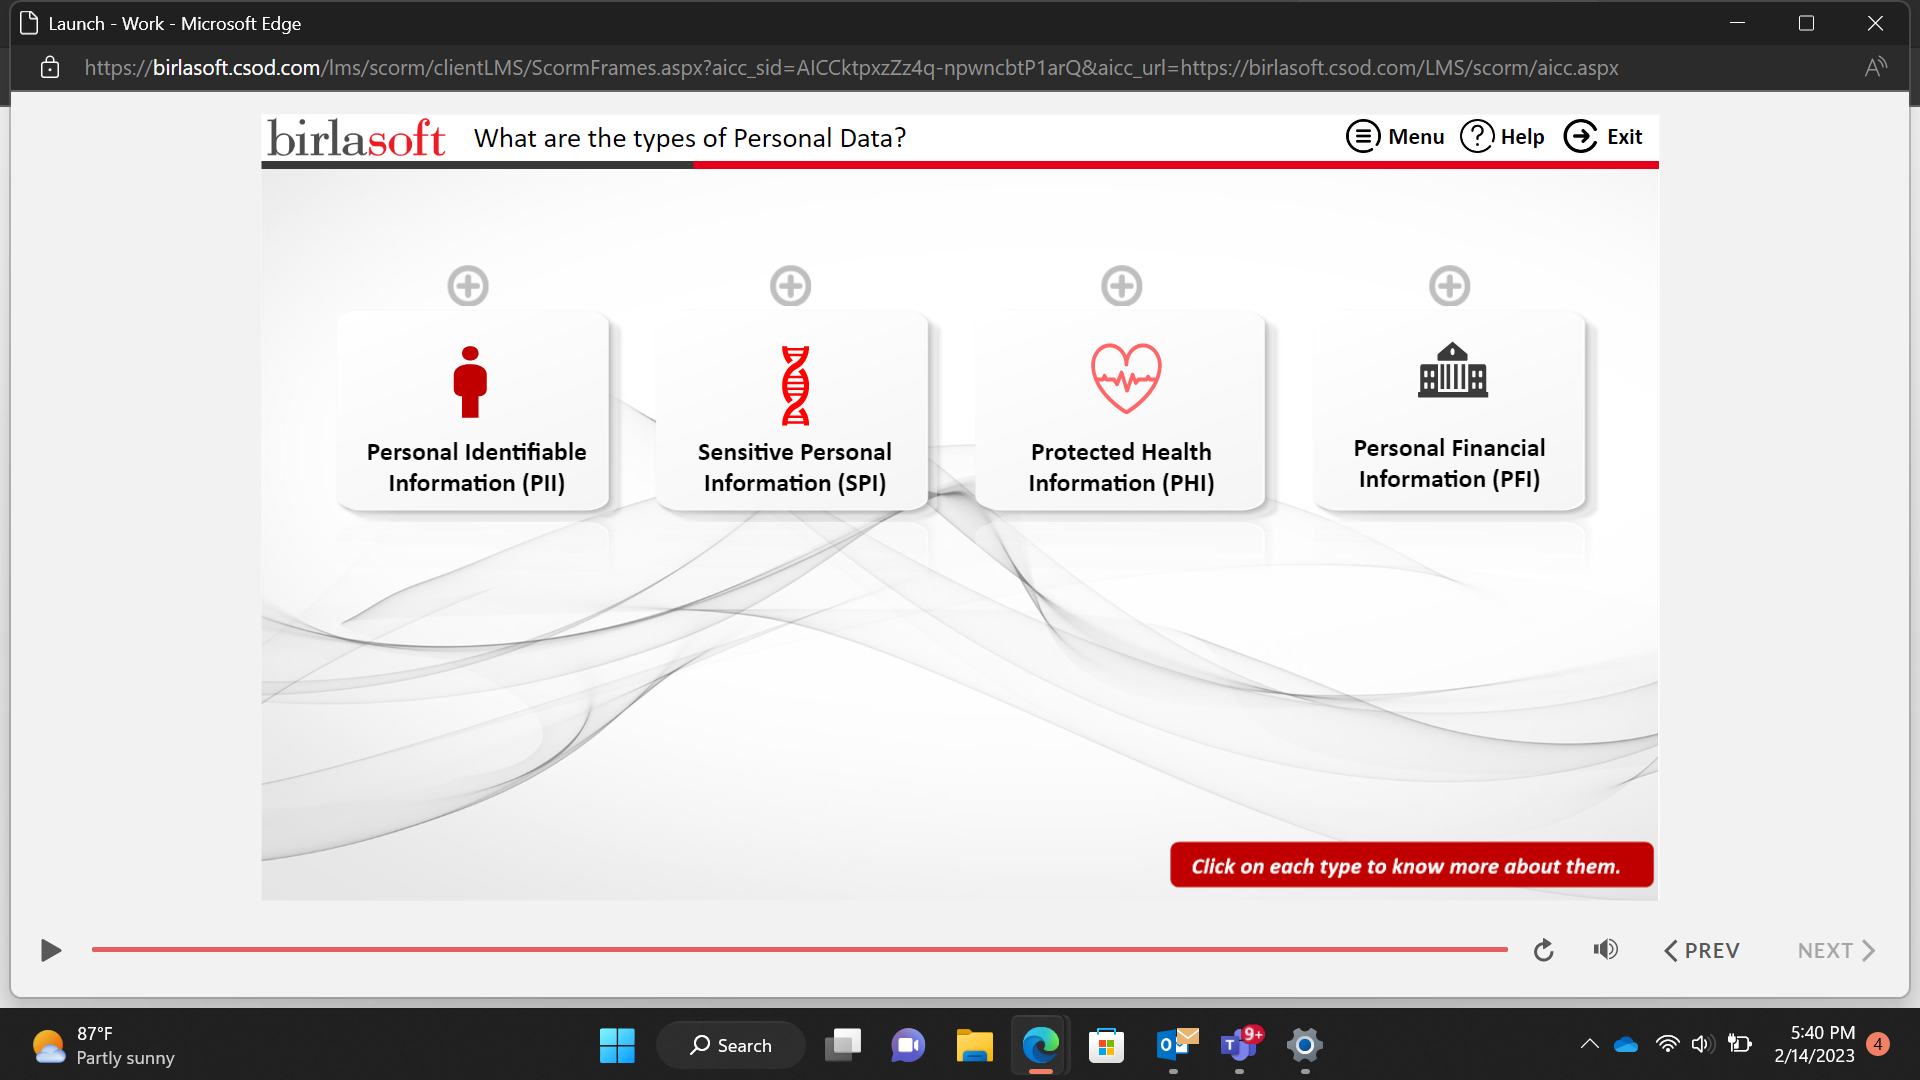 Launch - Work - Microsoft Edge
https://birlasoft.csod.com/lms/scorm/clientLMS/ScormFrames.aspx?aicc_sid=AICCktpxzZz4q-npwncbtP1arQ&aicc_url=https://birlasoft.csod.com/LMS/scorm/aicc.aspx
birlasoft What are the types of Personal Data? Menu ? Help Exit
Personal Identifiable
Information (PII)
Sensitive Personal
Information (SPI)
Protected Health
Information (PHI)
Personal Financial
Information (PFI)
Click on each type to know more about them.
PREV NEXT
87°F
Partly sunny
Search
9+
5:40 PM
2/14/2023
4